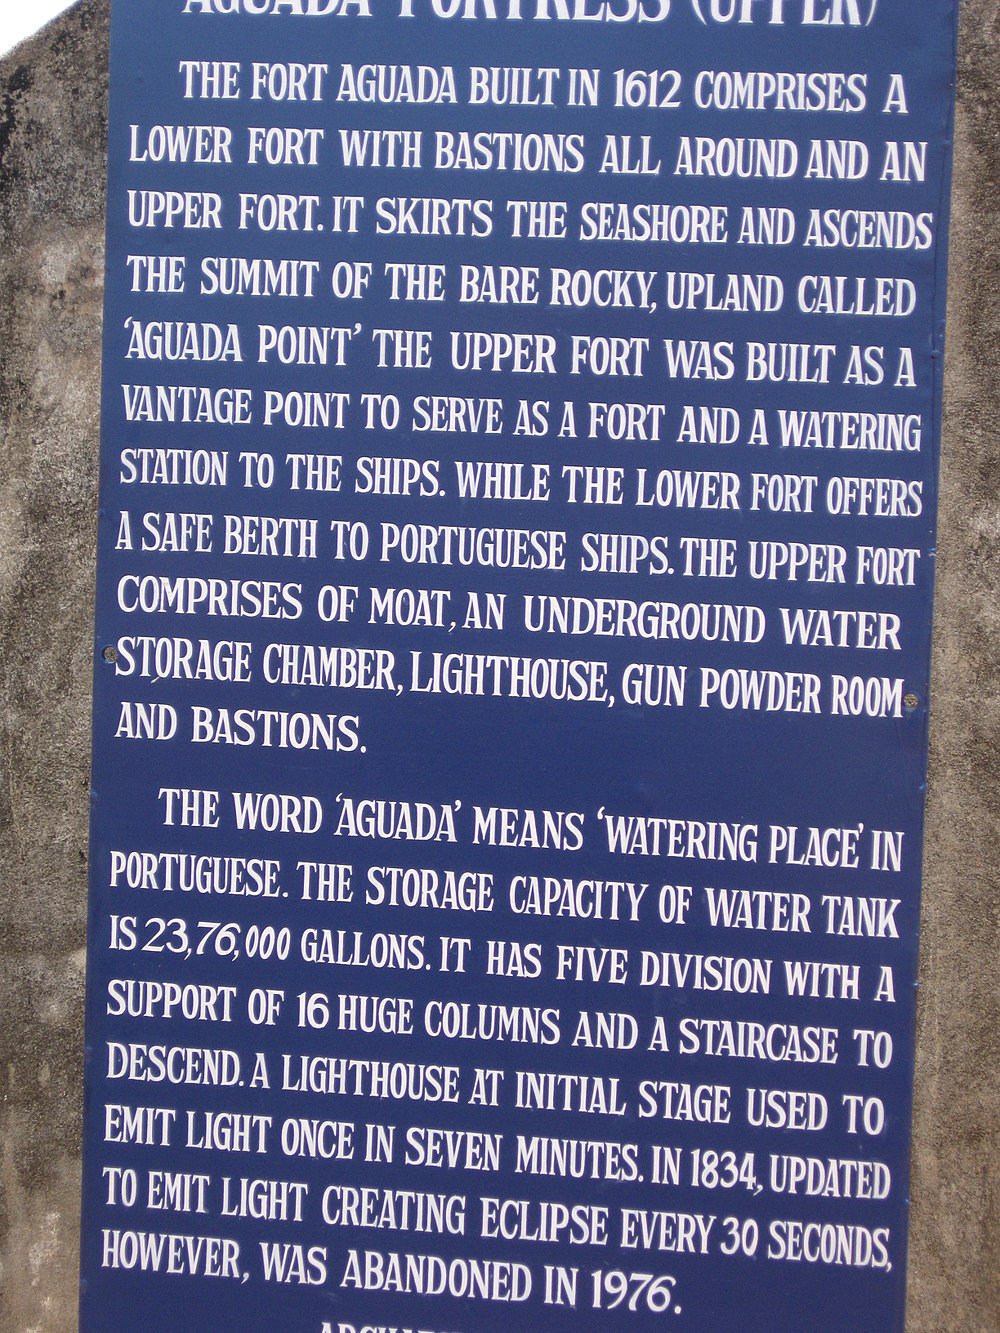 AGUADA FORTRESS (UPPER)
THE FORT AGUADA BUILT IN 1612 COMPRISES A
LOWER FORT WITH BASTIONS ALL AROUND AND AN
UPPER FORT. IT SKIRTS THE SEASHORE AND ASCENDS
THE SUMMIT OF THE BARE ROCKY, UPLAND CALLED
'AGUADA POINT' THE UPPER FORT WAS BUILT AS A
VANTAGE POINT TO SERVE AS A FORT AND A WATERING
STATION TO THE SHIPS. WHILE THE LOWER FORT OFFERS
A SAFE BERTH TO PORTUGUESE SHIPS. THE UPPER FORT
COMPRISES OF MOAT, AN UNDERGROUND WATER
STORAGE CHAMBER, LIGHTHOUSE, GUN POWDER ROOM
AND BASTIONS.
THE WORD 'AGUADA' MEANS 'WATERING PLACE' IN
PORTUGUESE. THE STORAGE CAPACITY OF WATER TANK
IS 23,76,000 GALLONS. IT HAS FIVE DIVISION WITH A
SUPPORT OF 16 HUGE COLUMNS AND A STAIRCASE TO
DESCEND. A LIGHTHOUSE AT INITIAL STAGE USED TO
EMIT LIGHT ONCE IN SEVEN MINUTES. IN 1834, UPDATED
TO EMIT LIGHT CREATING ECLIPSE EVERY 30 SECONDS,
HOWEVER, WAS ABANDONED IN 1976.